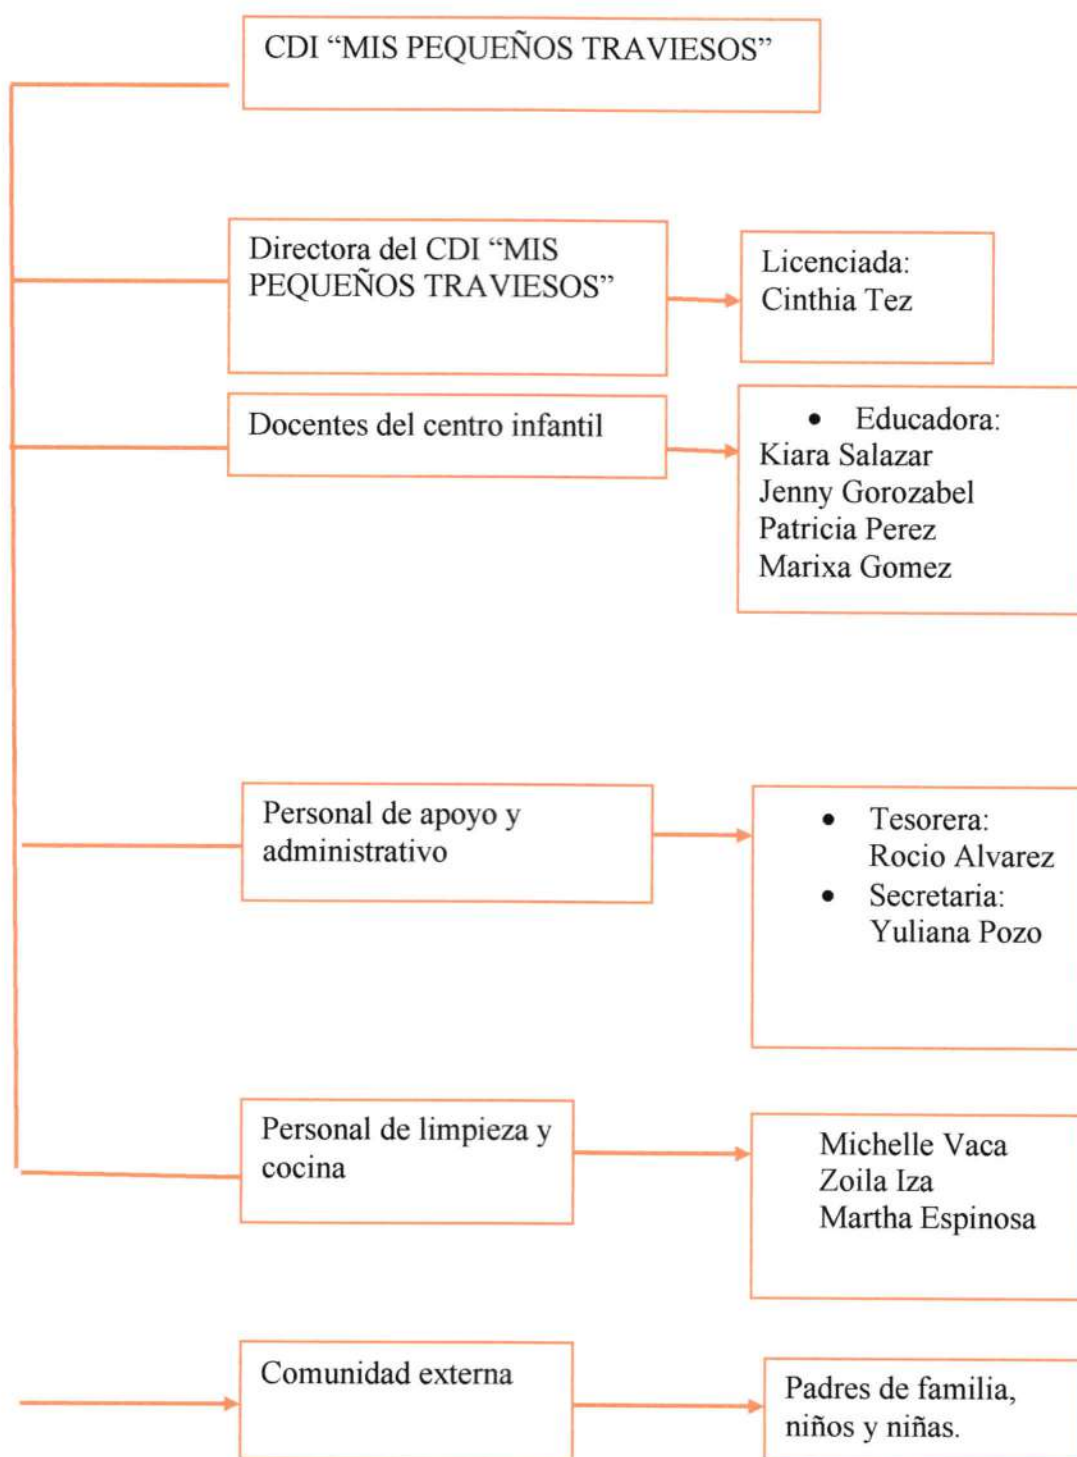 CDI “MIS PEQUEÑOS TRAVIESOS”
Directora del CDI “MIS
PEQUEÑOS TRAVIESOS”
Licenciada:
Cinthia Tez
Docentes del centro infantil
• Educadora:
Kiara Salazar
Jenny Gorozabel
Patricia Perez
Marixa Gomez
Personal de apoyo y
administrativo
• Tesorera:
Rocio Alvarez
• Secretaria:
Yuliana Pozo
Personal de limpieza y
cocina
Michelle Vaca
Zoila Iza
Martha Espinosa
Comunidad externa
Padres de familia,
niños y niñas.